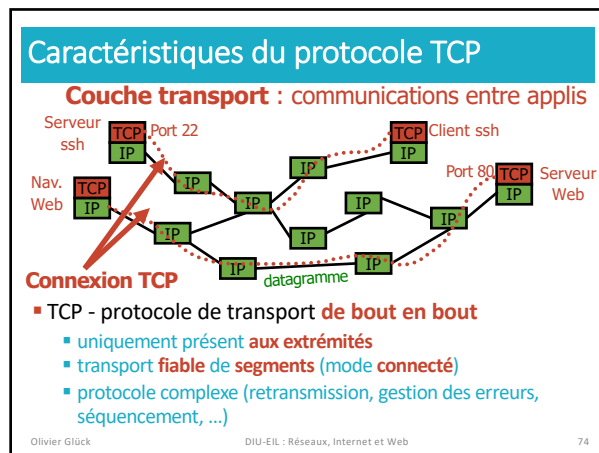 Caractéristiques du protocole TCP
Couche transport : communications entre applis
Serveur ssh
TCP
IP
Port 22
TCP
IP
Client ssh
Nav. Web
TCP
IP
Port 80
TCP
IP
Serveur Web
IP
IP
IP
IP
IP
IP
IP
IP
IP
datagramme
Connexion TCP
▪ TCP - protocole de transport de bout en bout
▪ uniquement présent aux extrémités
▪ transport fiable de segments (mode connecté)
▪ protocole complexe (retransmission, gestion des erreurs,
séquencement, …)
Olivier Glück
DIU-EIL : Réseaux, Internet et Web
74